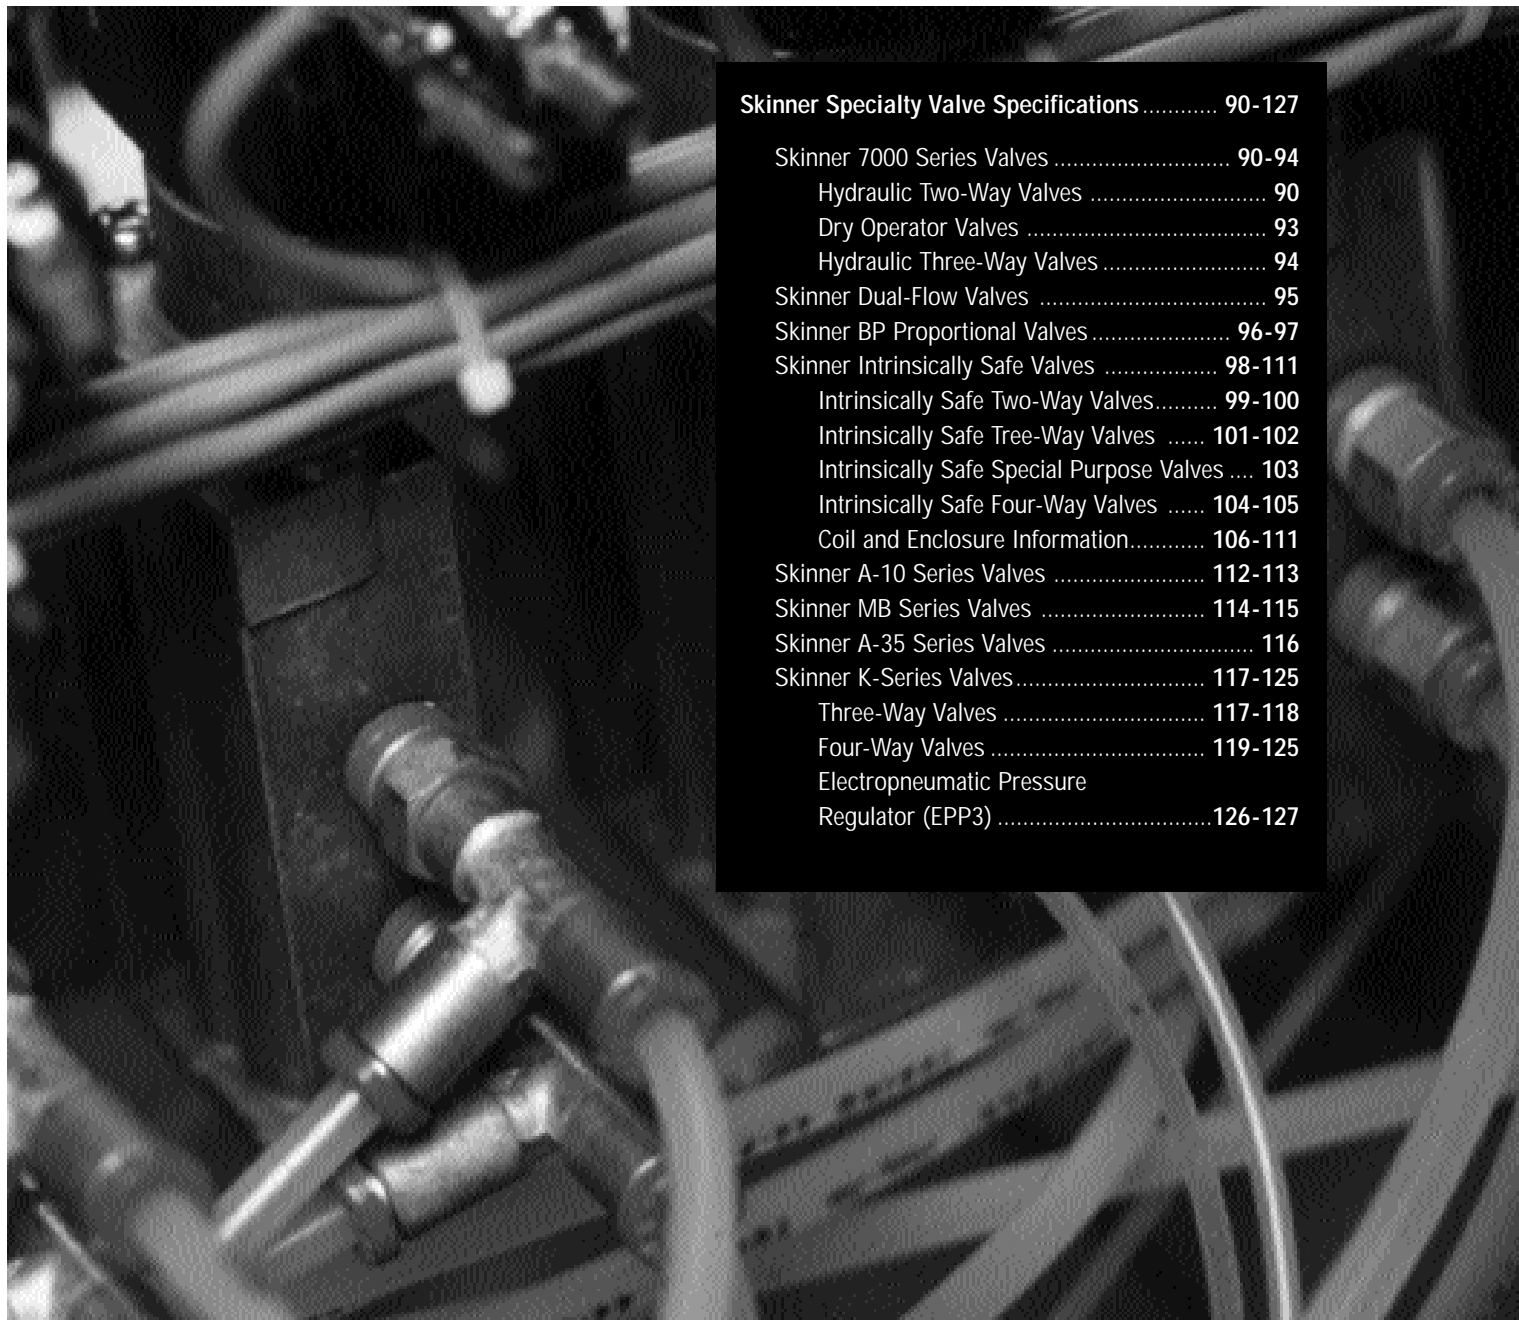 Skinner Specialty Valve Specifications ............ 90-127
Skinner 7000 Series Valves ............................ 90-94
Hydraulic Two-Way Valves ............................ 90
Dry Operator Valves ...................................... 93
Hydraulic Three-Way Valves .......................... 94
Skinner Dual-Flow Valves .................................... 95
Skinner BP Proportional Valves ...................... 96-97
Skinner Intrinsically Safe Valves .................. 98-111
Intrinsically Safe Two-Way Valves.......... 99-100
Intrinsically Safe Tree-Way Valves ...... 101-102
Intrinsically Safe Special Purpose Valves .... 103
Intrinsically Safe Four-Way Valves ...... 104-105
Coil and Enclosure Information............ 106-111
Skinner A-10 Series Valves ........................ 112-113
Skinner MB Series Valves .......................... 114-115
Skinner A-35 Series Valves ................................ 116
Skinner K-Series Valves.............................. 117-125
Three-Way Valves ................................ 117-118
Four-Way Valves .................................. 119-125
Electropneumatic Pressure
Regulator (EPP3) ..................................126-127